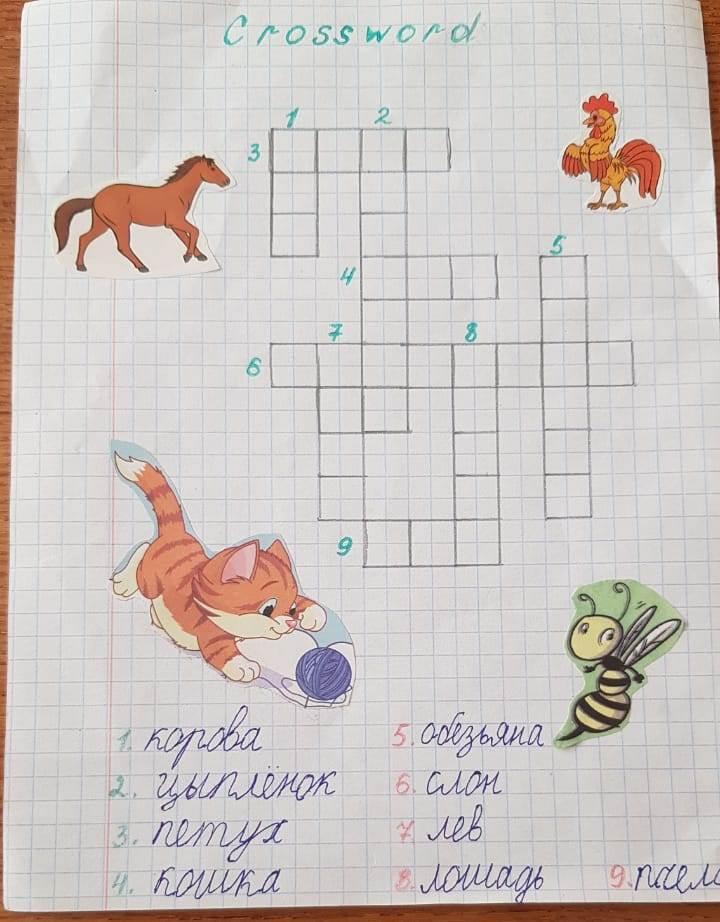 Crossword
1 2
3
5
4
7 8
6
9
1. корова 5. обезьяна
2. цыплёнок 6. слон
3. петух 7 лев
4. кошка 8. лошадь 9.